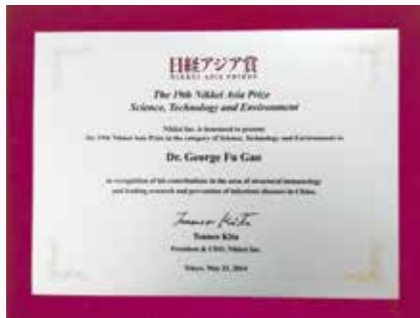 日経アジア賞
NIKKEI ASIA PRIZES
The 19th Nikkei Asia Prize
Science, Technology and Environment
Nikkei Inc. is honored to present
the 19th Nikkei Asia Prize in the category of Science, Technology and Environment to
Dr. George Fu Gao
in recognition of his contributions in the area of structural immunology
and leading research and prevention of infectious diseases in China.
Tsuneo Kita
Tsuneo Kita
President & CEO, Nikkei Inc.
Tokyo, May 21, 2014